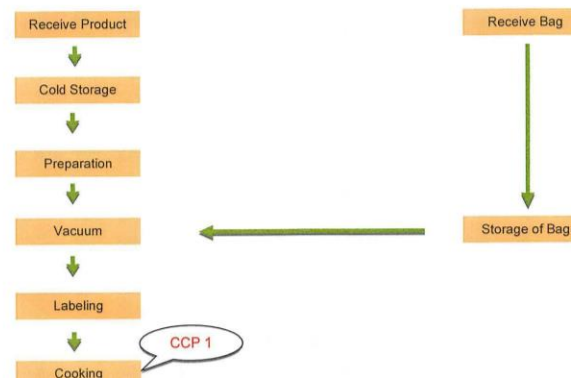 Receive Product
Receive Bag
Cold Storage
Preparation
Vacuum
Storage of Bag
Labeling
CCP 1
Cooking